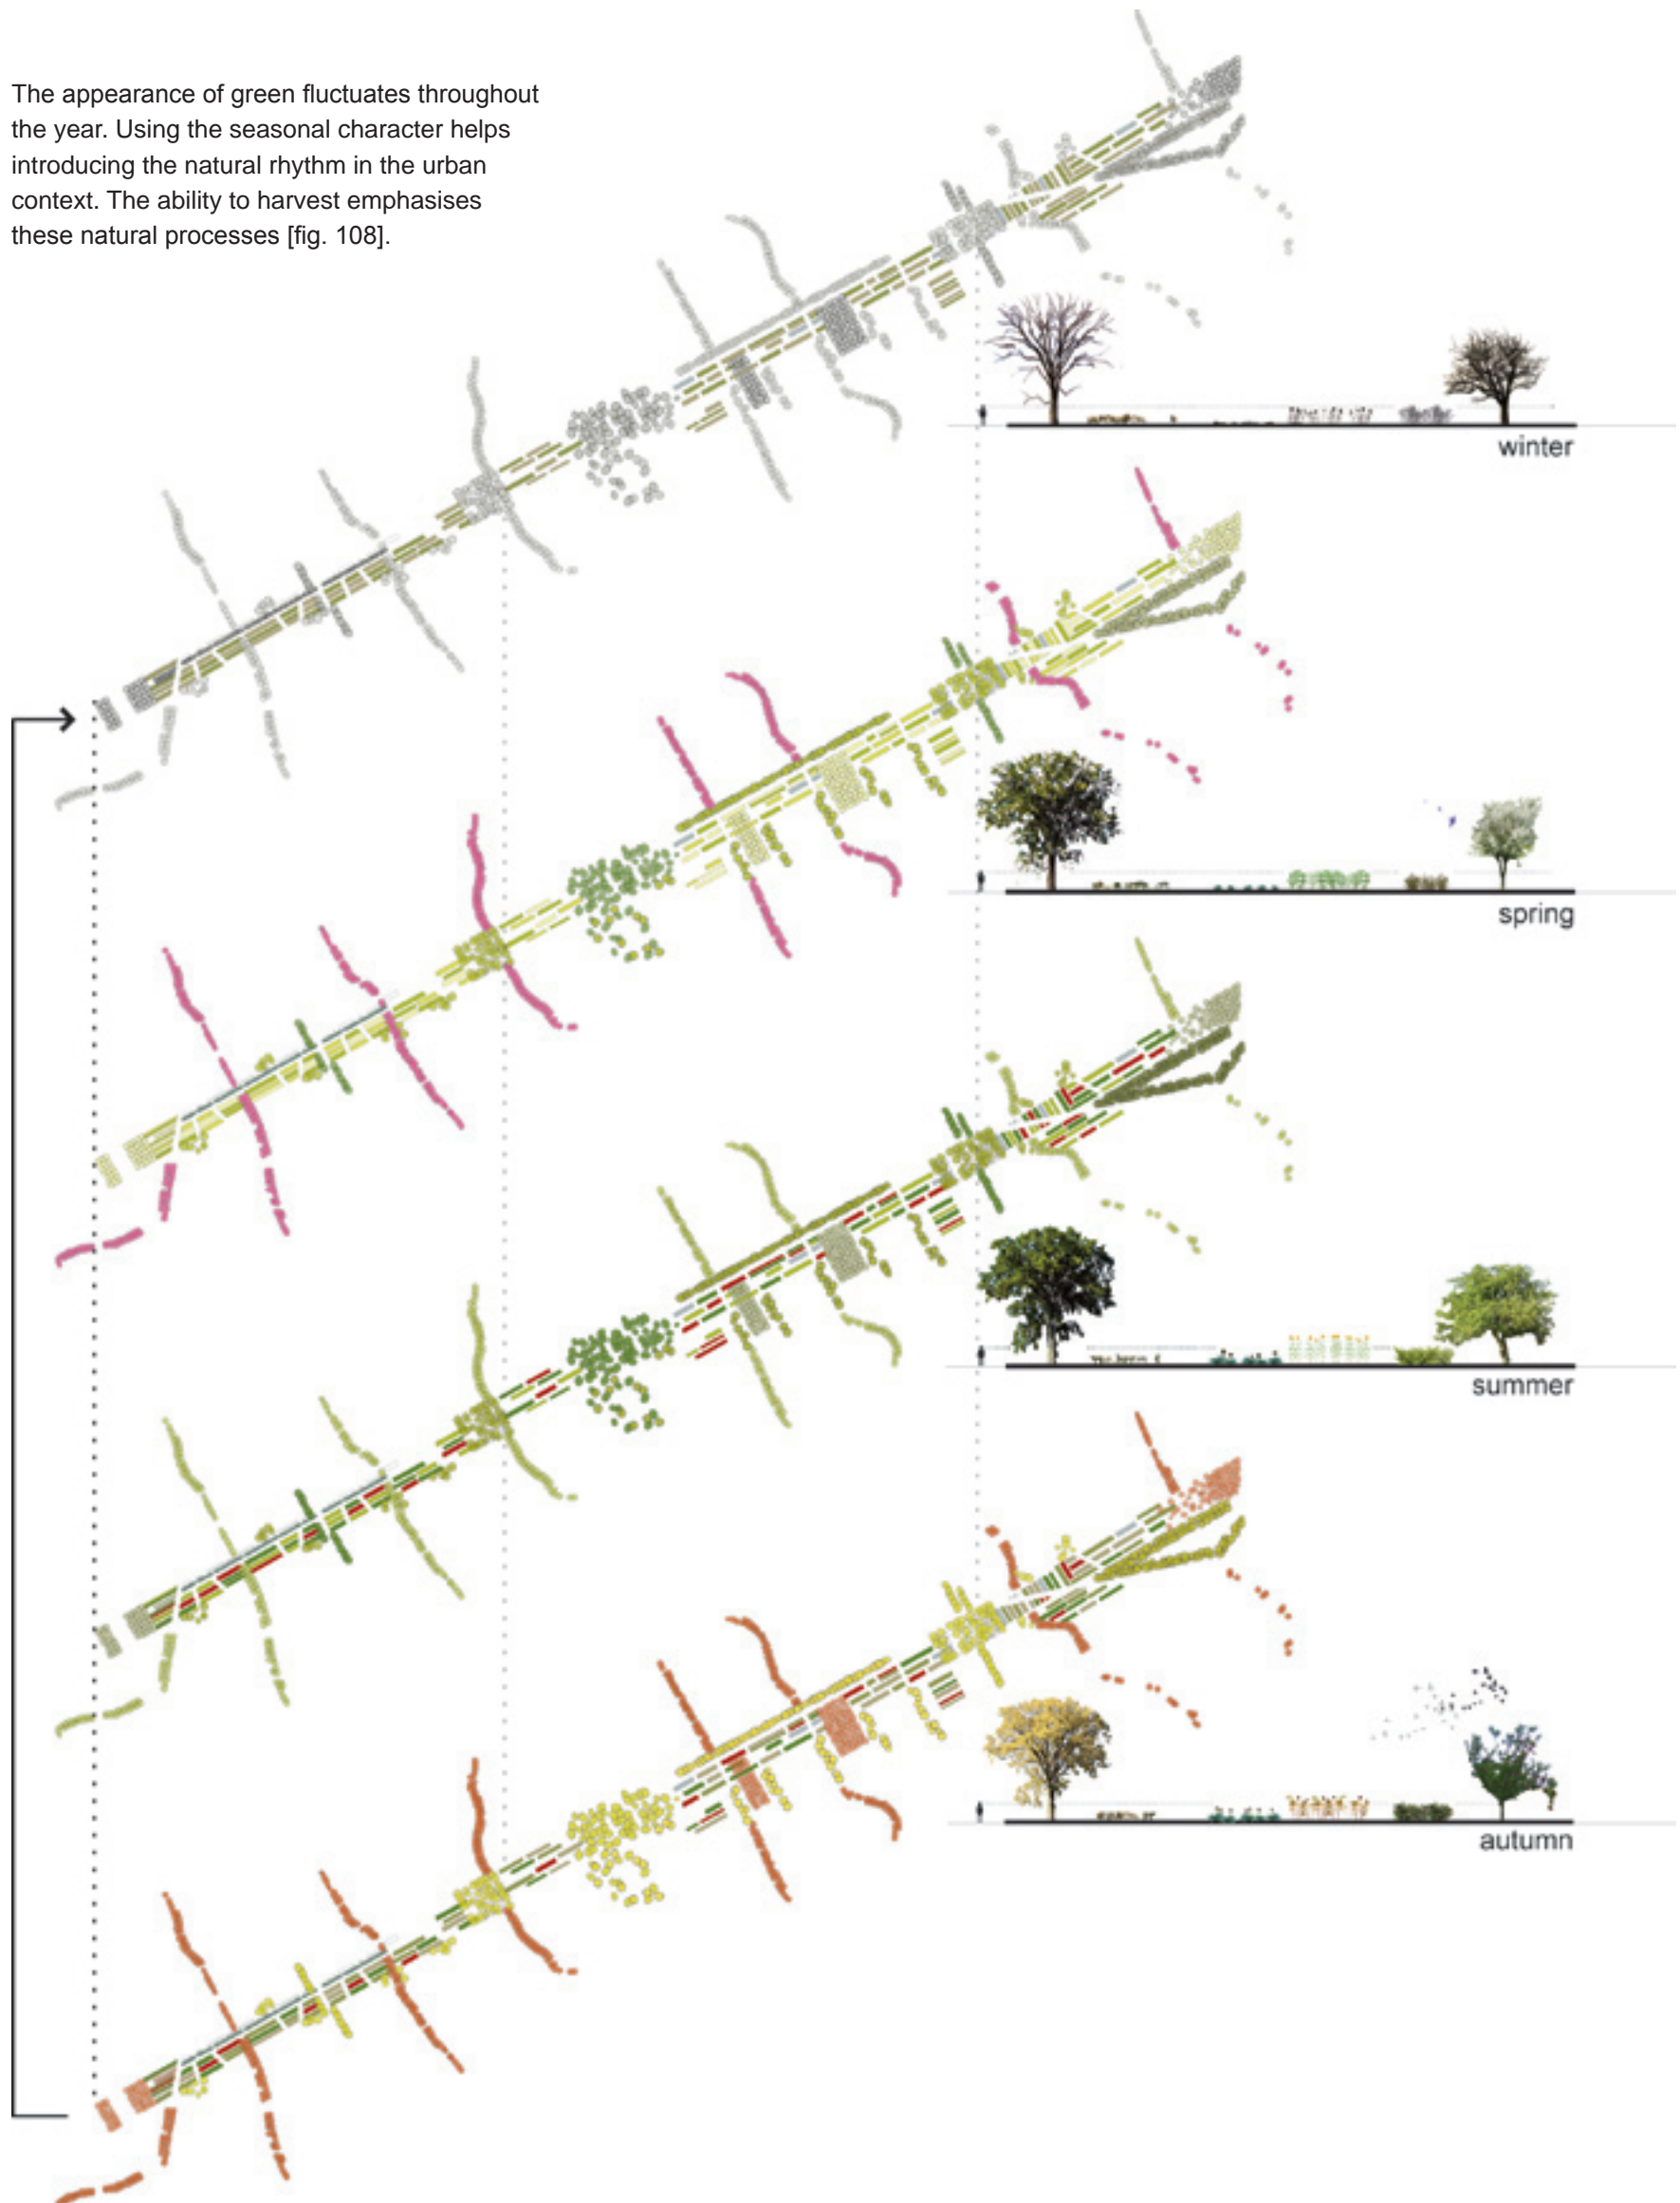 The appearance of green fluctuates throughout
the year. Using the seasonal character helps
introducing the natural rhythm in the urban
context. The ability to harvest emphasises
these natural processes [fig. 108].
winter
spring
summer
autumn